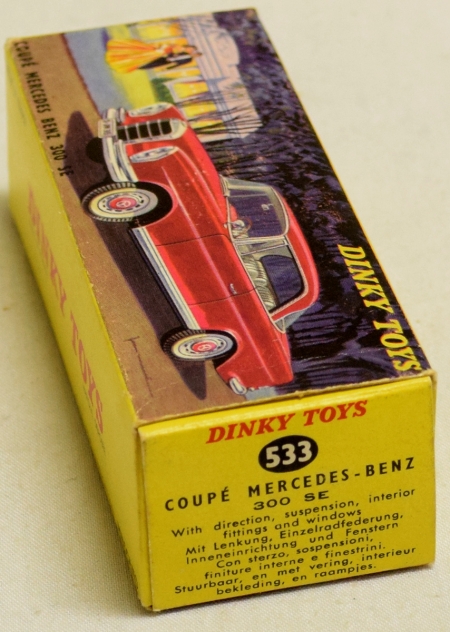 COUPÉ MERCEDES BENZ 300 SE
DINKY TOYS
DINKY TOYS
DINKY TOYS
533
COUPÉ MERCEDES-BENZ
300 SE
With direction, suspension, interior
fittings and windows
Mit Lenkung, Einzelradfederung,
Inneneinrichtung und Fenstern
Con sterzo, sospensioni,
finiture interne e finestrini.
Stuurbaar, en met vering, interieur
bekleding, en raampjes.